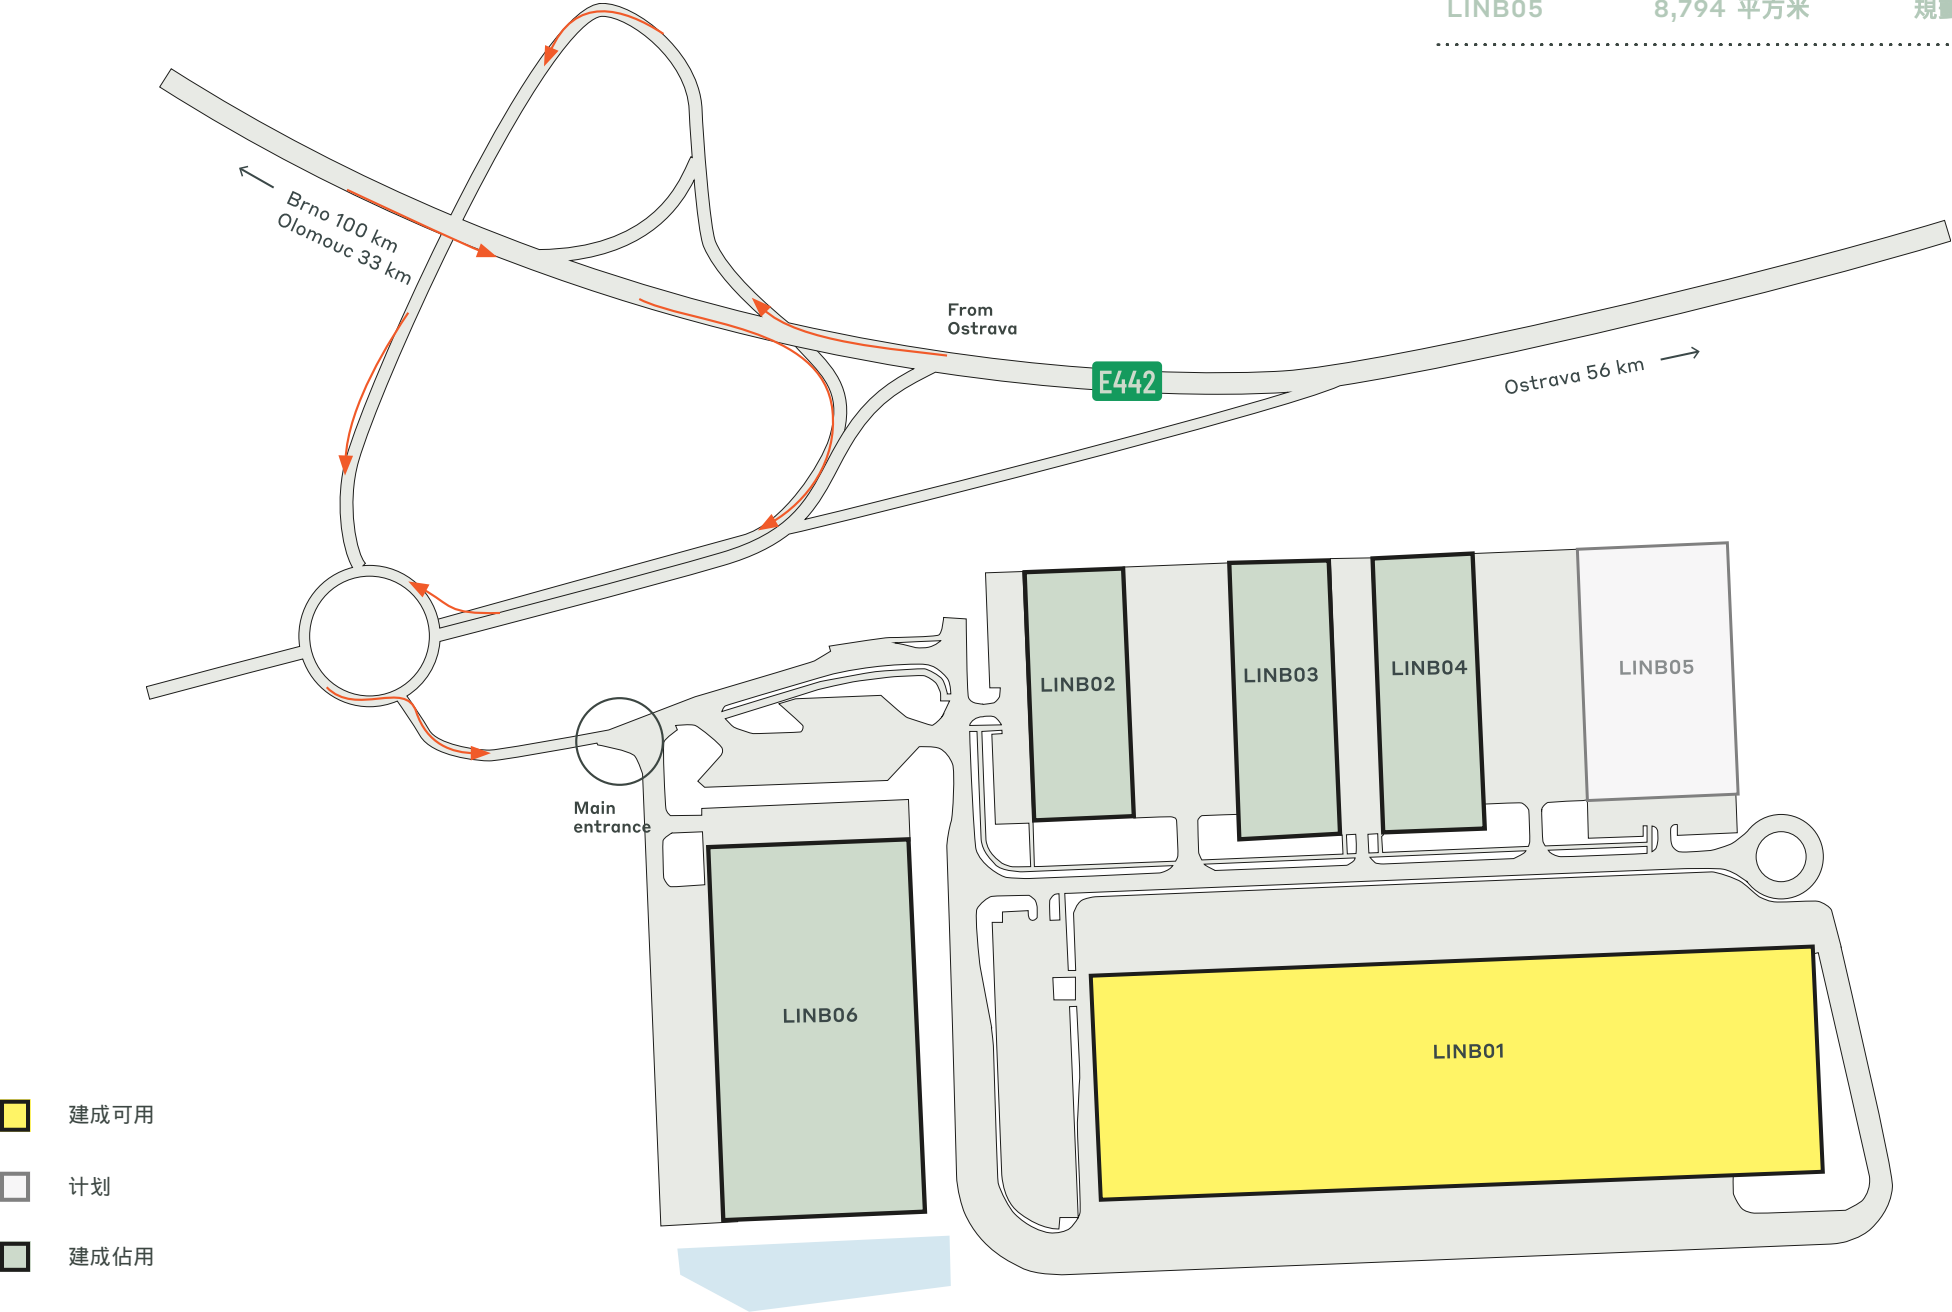 LINB05 8,794 平方米
Brno 100 km
Olomouc 33 km
From
Ostrava
E442
Ostrava 56 km
LINB02
LINB03
LINB04
LINB05
Main
entrance
LINB06
LINB01
建成可用
计划
建成佔用